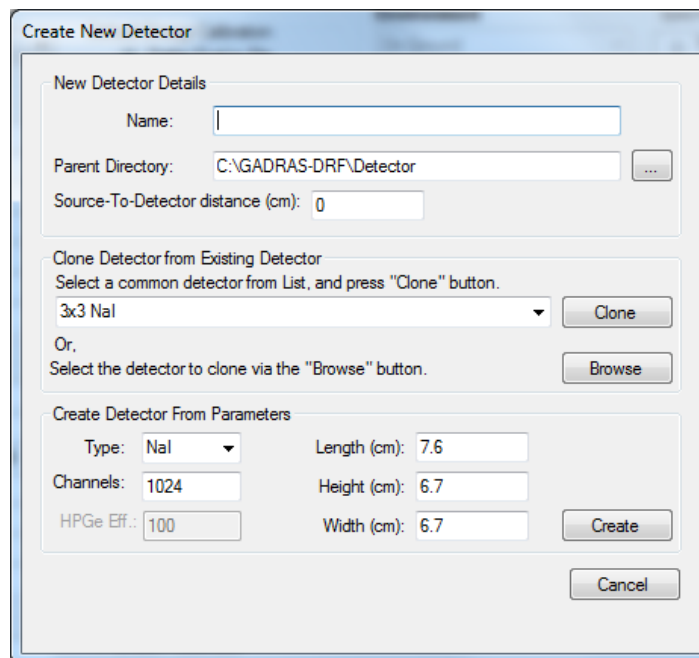 Create New Detector
New Detector Details
Name:
Parent Directory: C:\GADRAS-DRF\Detector ...
Source-To-Detector distance (cm): 0
Clone Detector from Existing Detector
Select a common detector from List, and press "Clone" button.
3x3 NaI Clone
Or,
Select the detector to clone via the "Browse" button. Browse
Create Detector From Parameters
Type: NaI Length (cm): 7.6
Channels: 1024 Height (cm): 6.7
HPGe Eff.: 100 Width (cm): 6.7 Create
Cancel